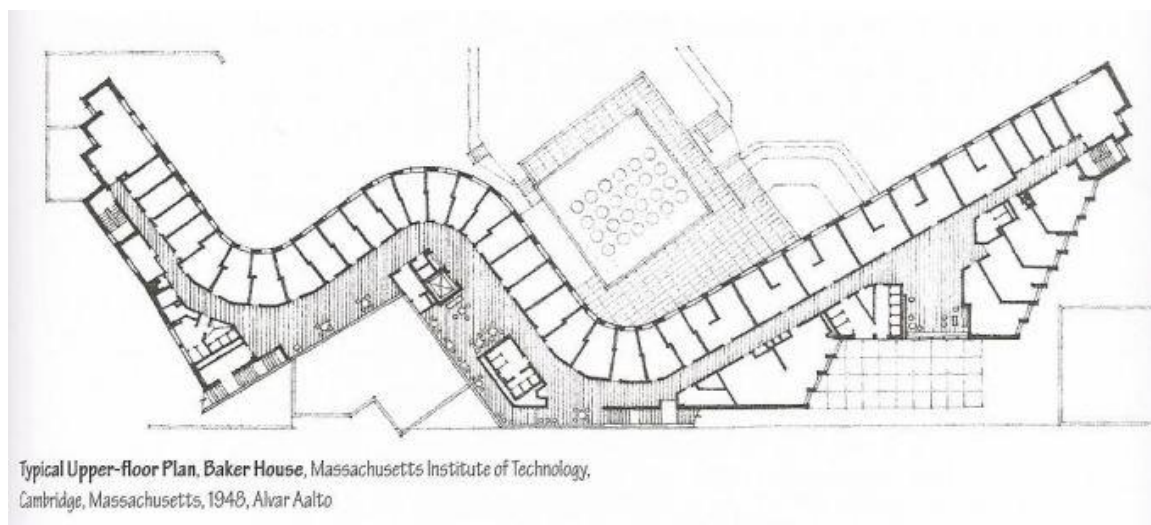 Typical Upper-floor Plan, Baker House, Massachusetts Institute of Technology,
Cambridge, Massachusetts, 1948, Alvar Aalto